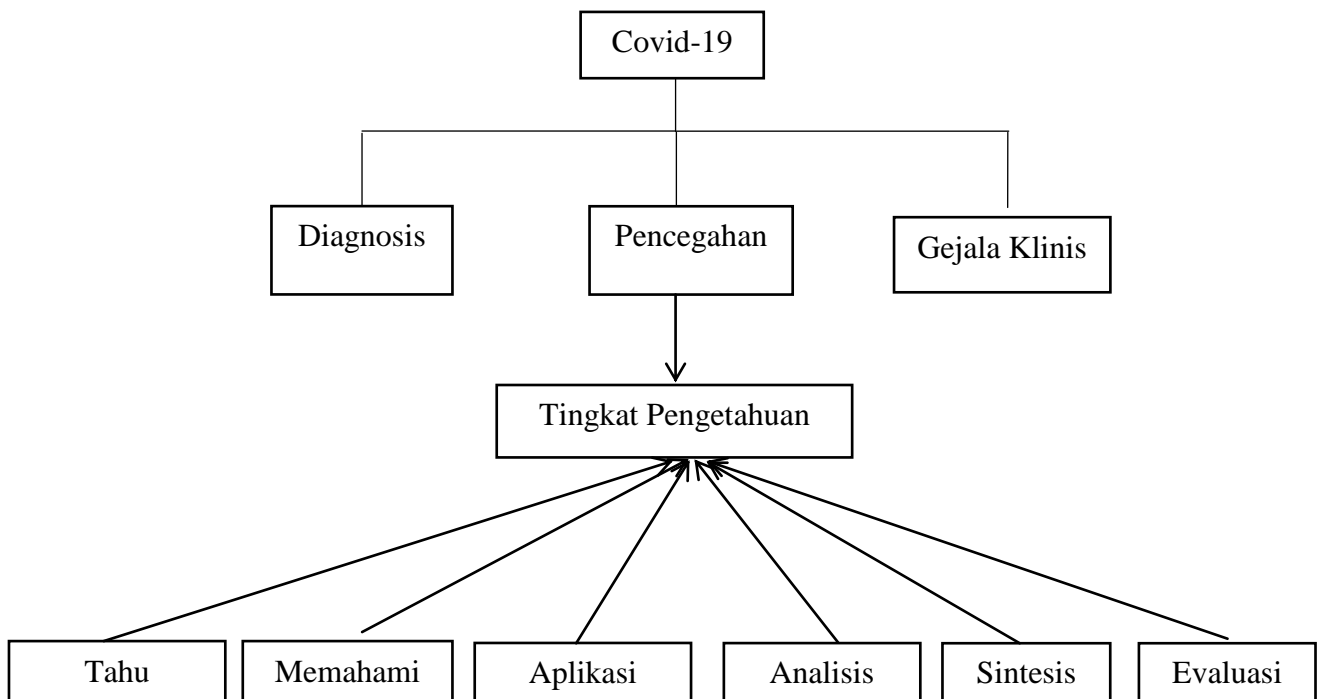 Covid-19
Diagnosis
Pencegahan
Gejala Klinis
Tingkat Pengetahuan
Tahu
Memahami
Aplikasi
Analisis
Sintesis
Evaluasi